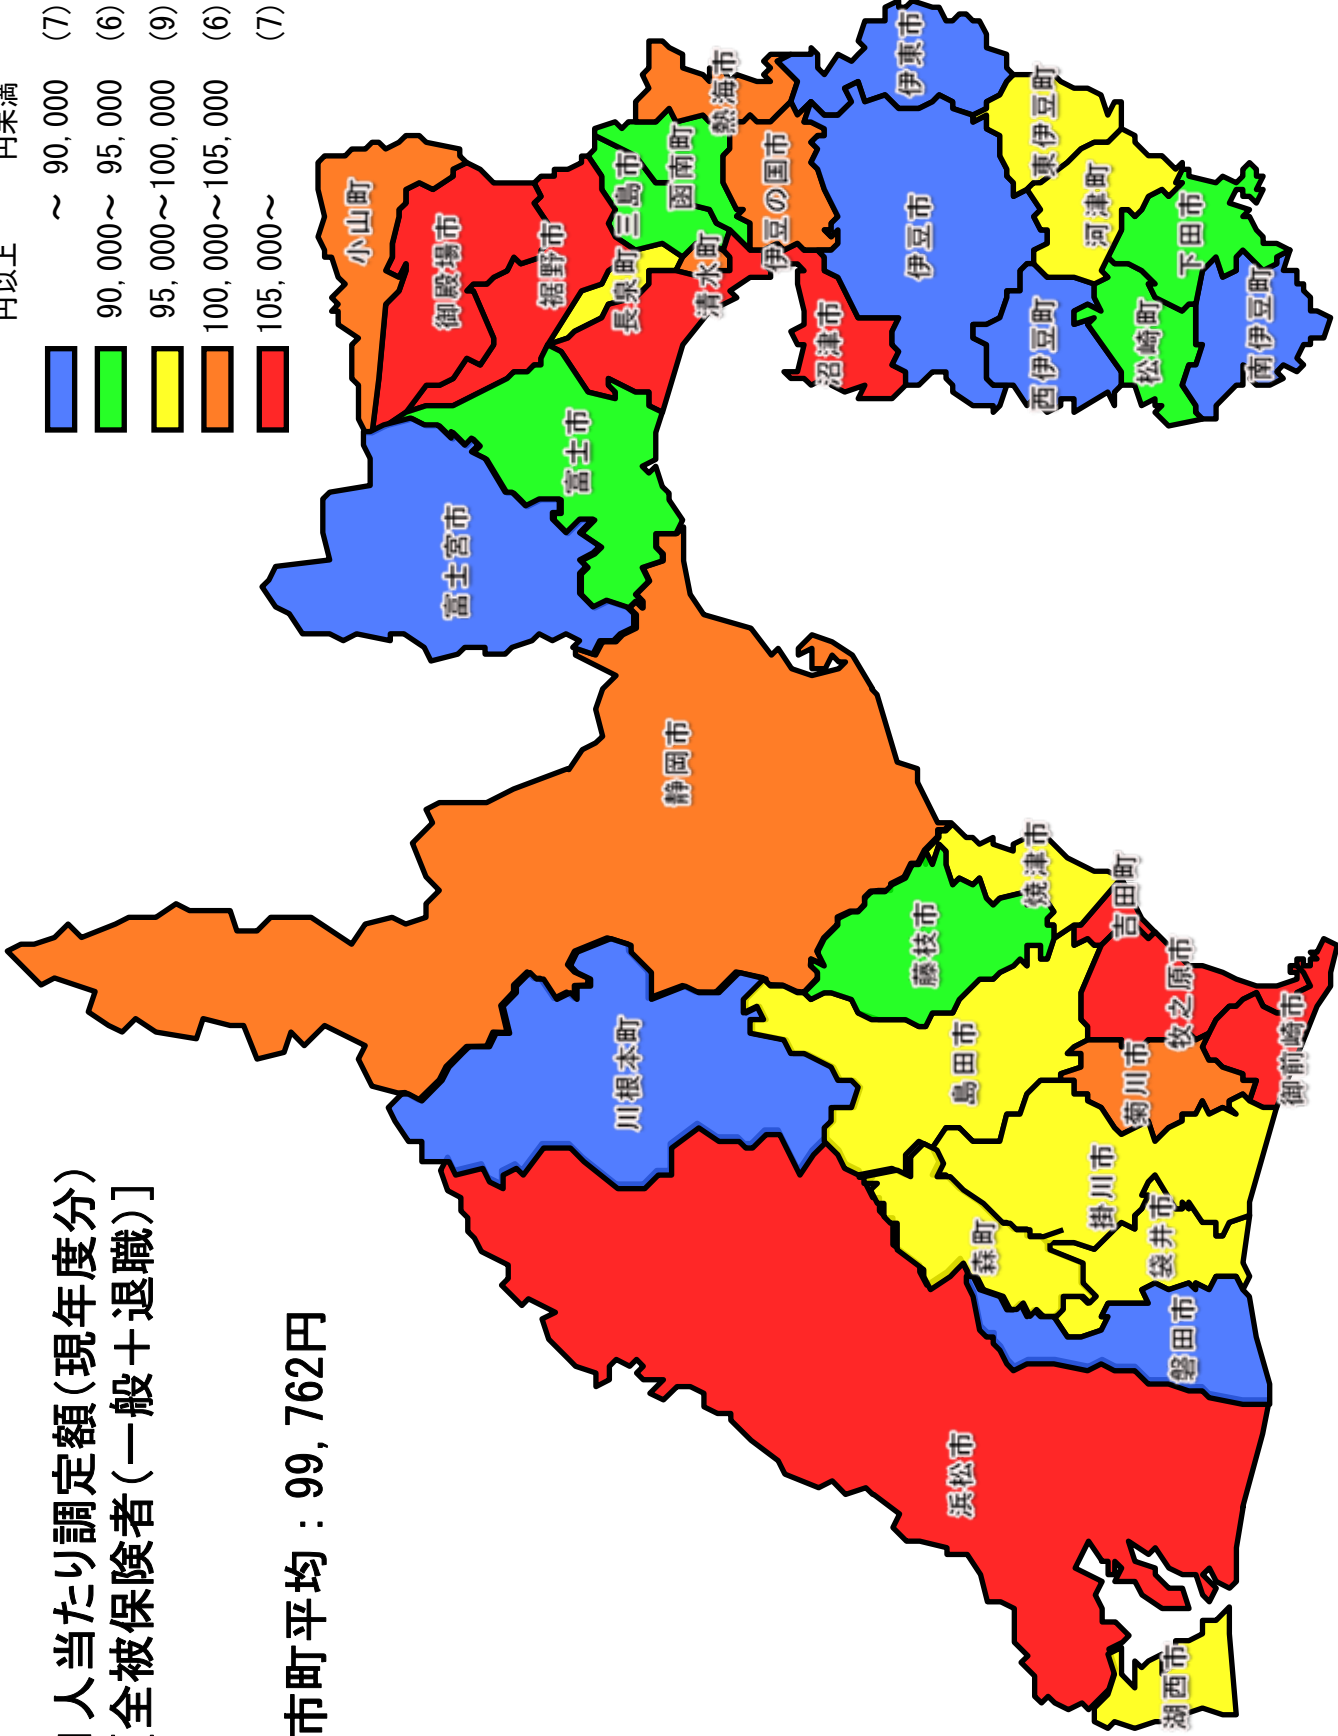 人当たり調定額(現年度分)
全被保険者(一般＋退職)]
市町平均：99,762円
円以上 円未満
～ 90,000 (7)
90,000～ 95,000 (6)
95,000～100,000 (9)
100,000～105,000 (6)
105,000～ (7)
小山町
御殿場市
裾野市
三島市
函南町
熱海市
長泉町
清水町
伊豆の国市
沼津市
伊東市
伊豆市
東伊豆町
河津町
西伊豆町
松崎町
下田市
南伊豆町
富士市
富士宮市
静岡市
焼津市
藤枝市
吉田町
牧之原市
御前崎市
島田市
川根本町
菊川市
掛川市
森町
袋井市
磐田市
浜松市
湖西市